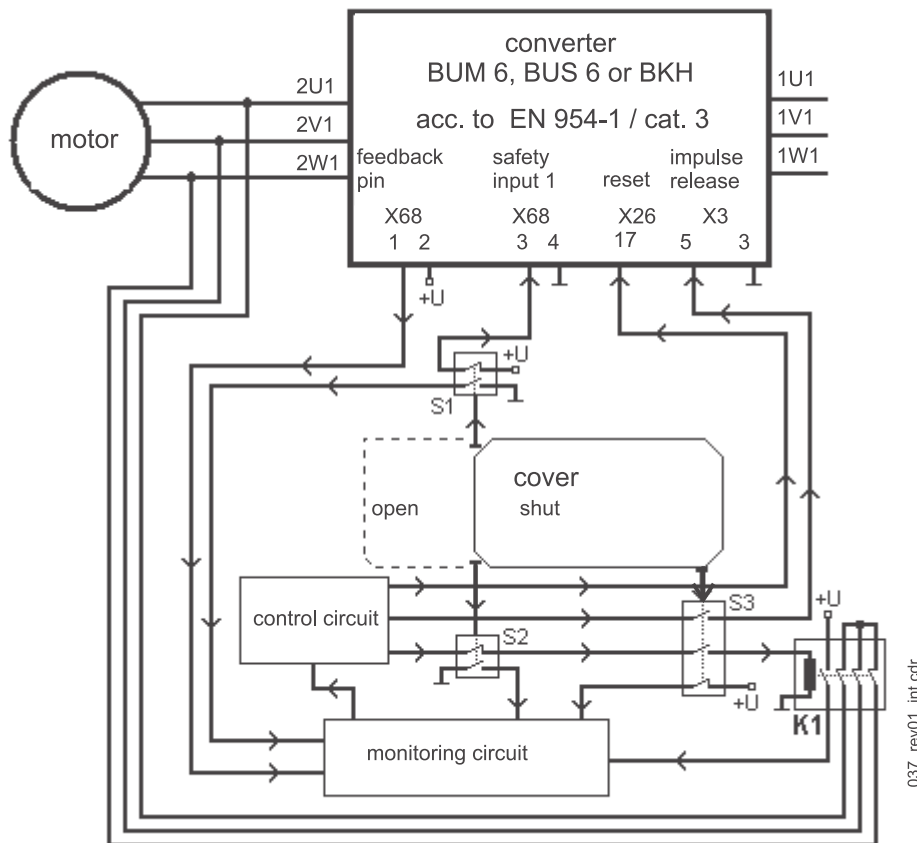 converter
BUM 6, BUS 6 or BKH
acc. to EN 954-1 / cat. 3
motor
2U1
2V1
2W1
1U1
1V1
1W1
feedback pin
safety input 1
reset
impulse release
X68
X68
X26
X3
1
2
3
4
17
5
3
+U
+U
S1
cover
open
shut
control circuit
S2
S3
+U
+U
K1
monitoring circuit
037_rev01_int.cdr